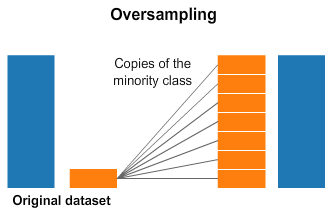 Oversampling
Copies of the
minority class
Original dataset